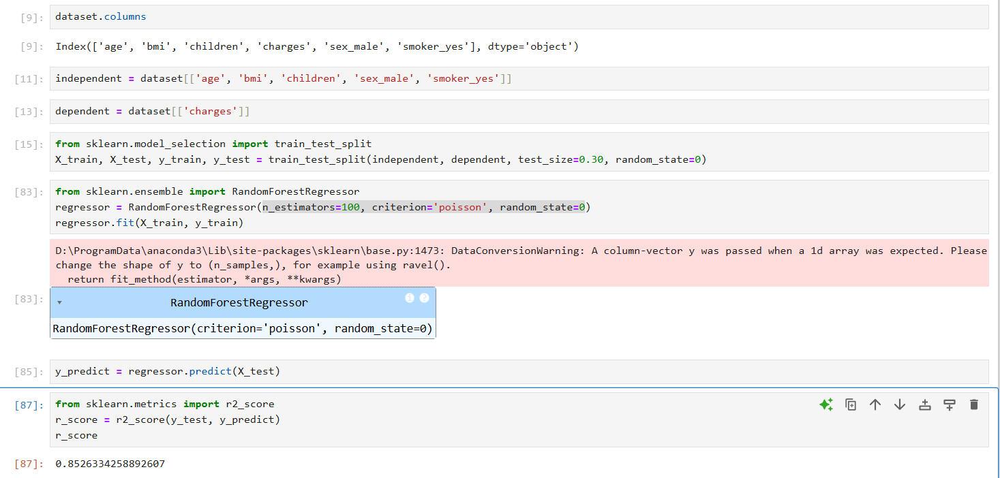 [9]: dataset.columns
[9]: Index(['age', 'bmi', 'children', 'charges', 'sex_male', 'smoker_yes'], dtype='object')
[11]: independent = dataset[['age', 'bmi', 'children', 'sex_male', 'smoker_yes']]
[13]: dependent = dataset[['charges']]
[15]: from sklearn.model_selection import train_test_split
X_train, X_test, y_train, y_test = train_test_split(independent, dependent, test_size=0.30, random_state=0)
[83]: from sklearn.ensemble import RandomForestRegressor
regressor = RandomForestRegressor(n_estimators=100, criterion='poisson', random_state=0)
regressor.fit(X_train, y_train)
D:\ProgramData\anaconda3\Lib\site-packages\sklearn\base.py:1473: DataConversionWarning: A column-vector y was passed when a 1d array was expected. Please
change the shape of y to (n_samples,), for example using ravel().
  return fit_method(estimator, *args, **kwargs)
[83]: ▾ RandomForestRegressor i ?
RandomForestRegressor(criterion='poisson', random_state=0)
[85]: y_predict = regressor.predict(X_test)
[87]: from sklearn.metrics import r2_score
r_score = r2_score(y_test, y_predict)
r_score
[87]: 0.8526334258892607